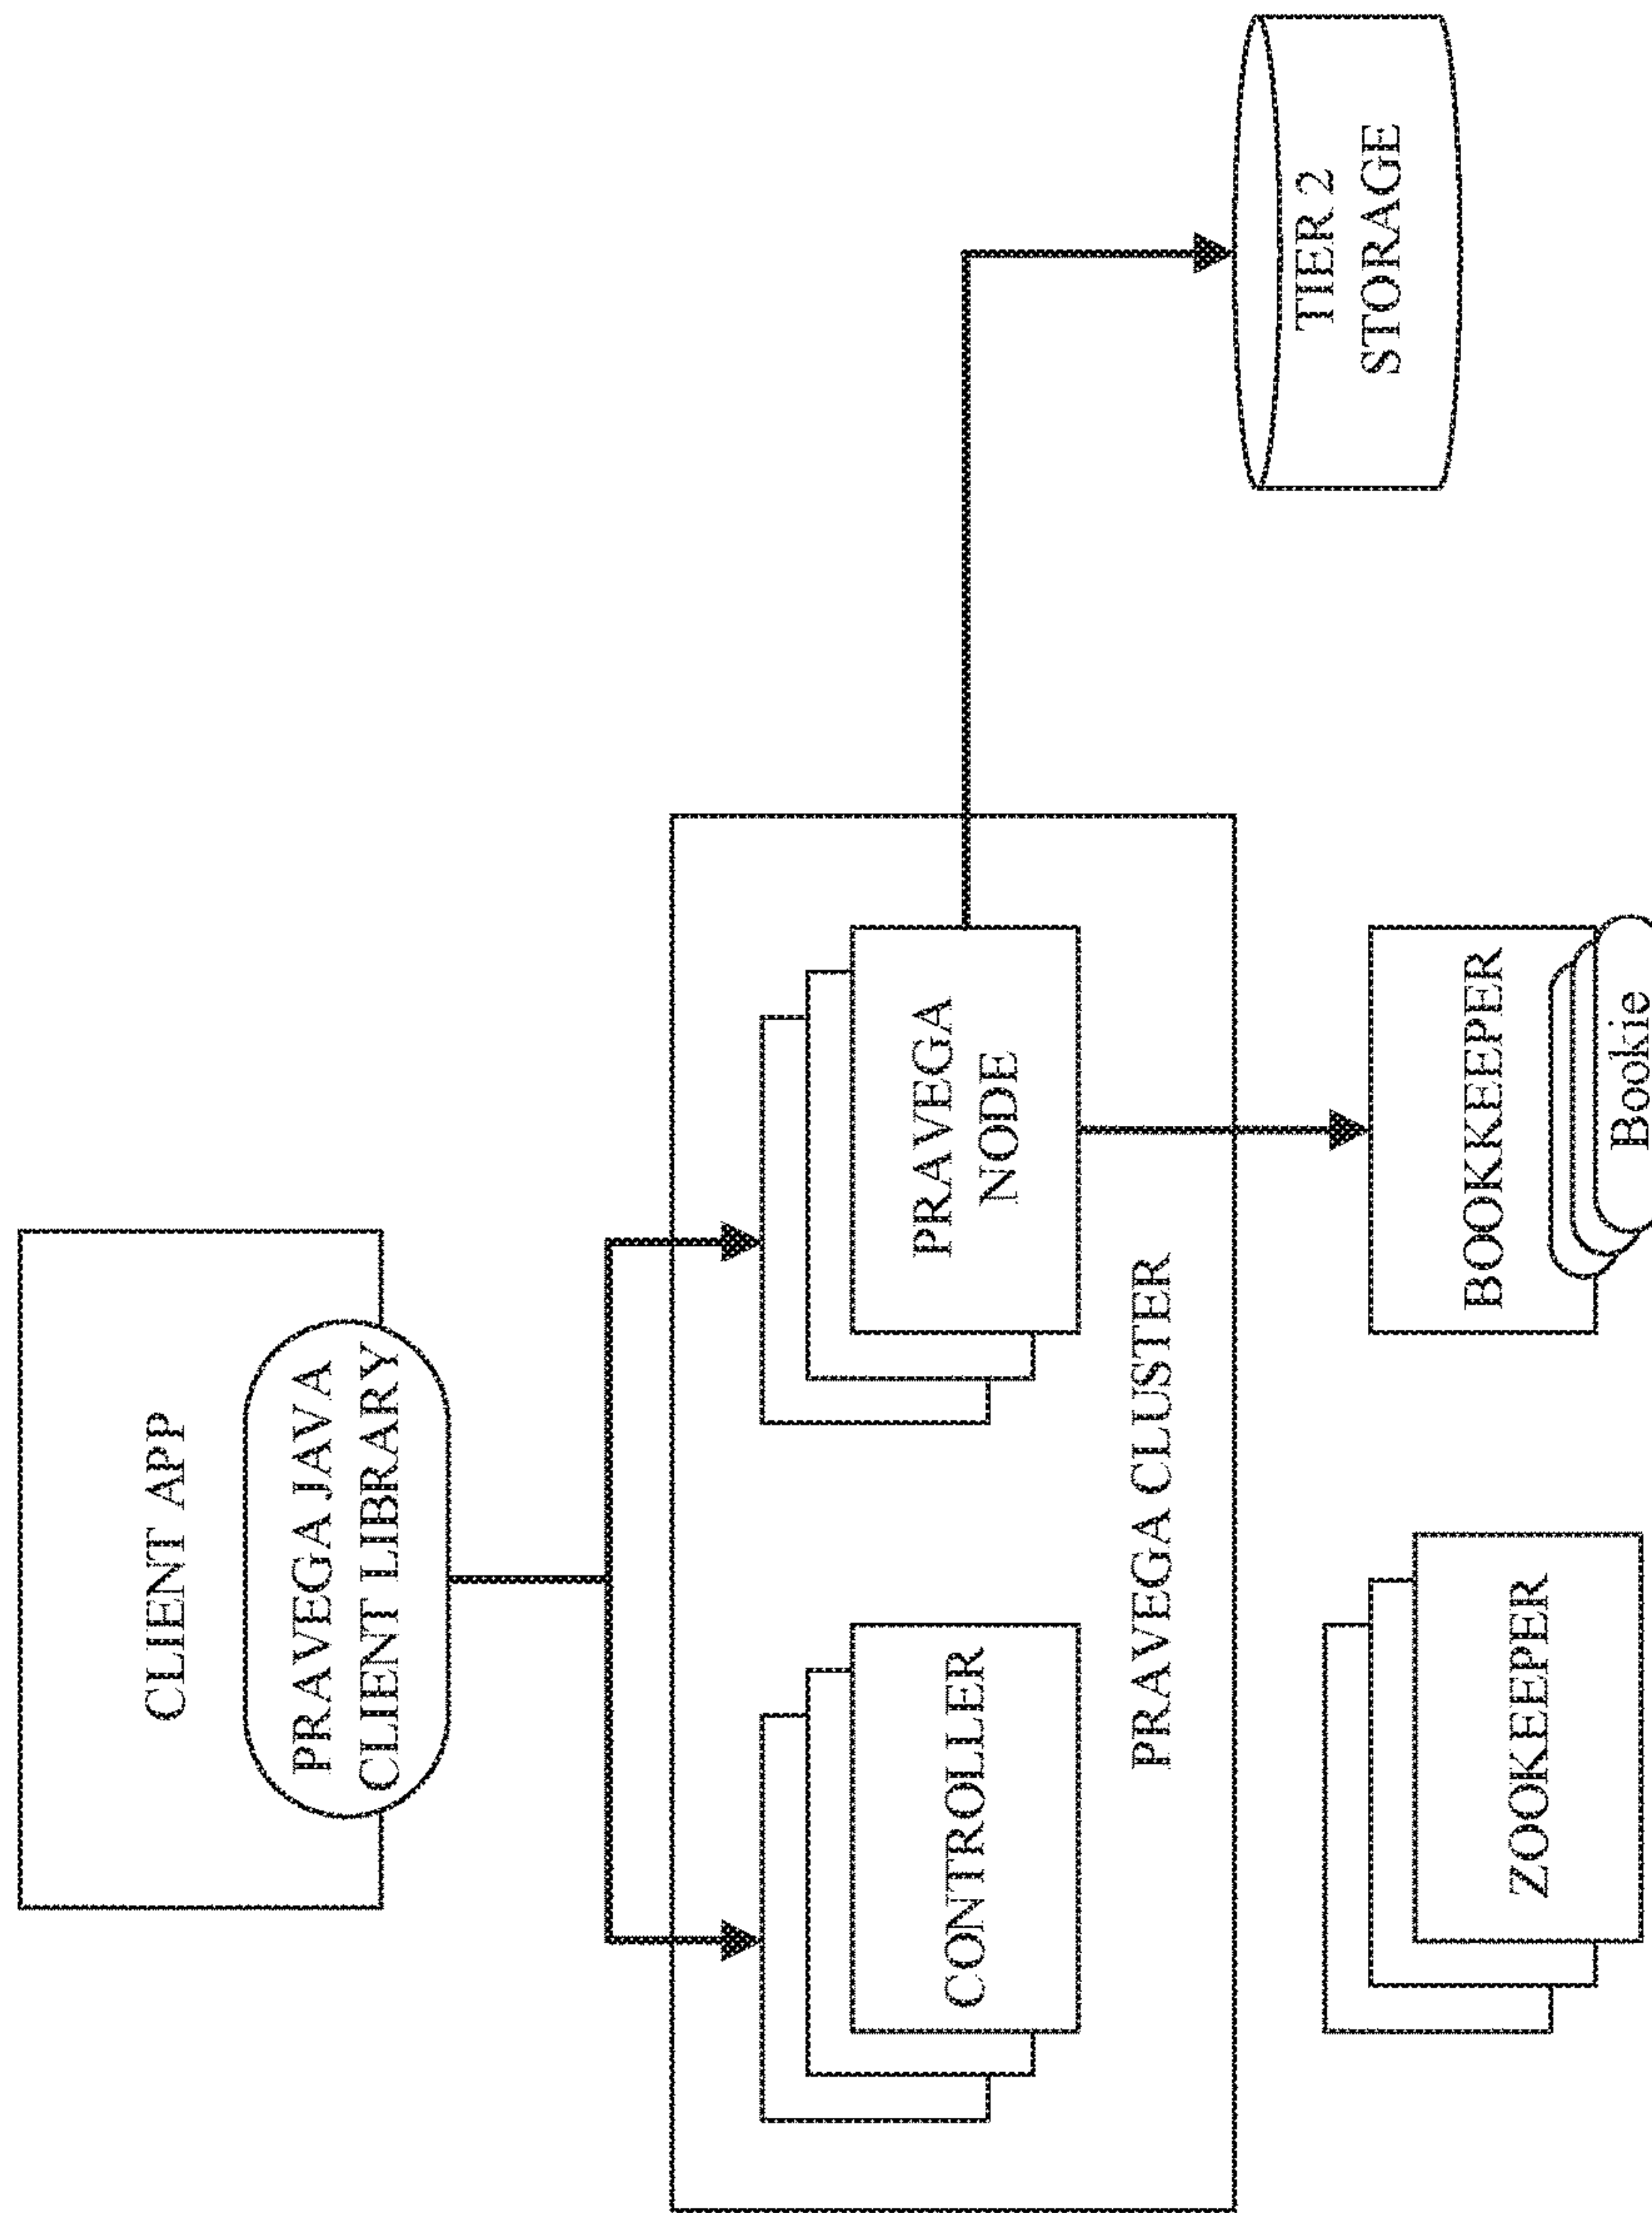 CLIENT APP
PRAVEGA JAVA
CLIENT LIBRARY
CONTROLLER
PRAVEGA
NODE
PRAVEGA CLUSTER
TIER 2
STORAGE
ZOOKEEPER
BOOKKEEPER
Bookie